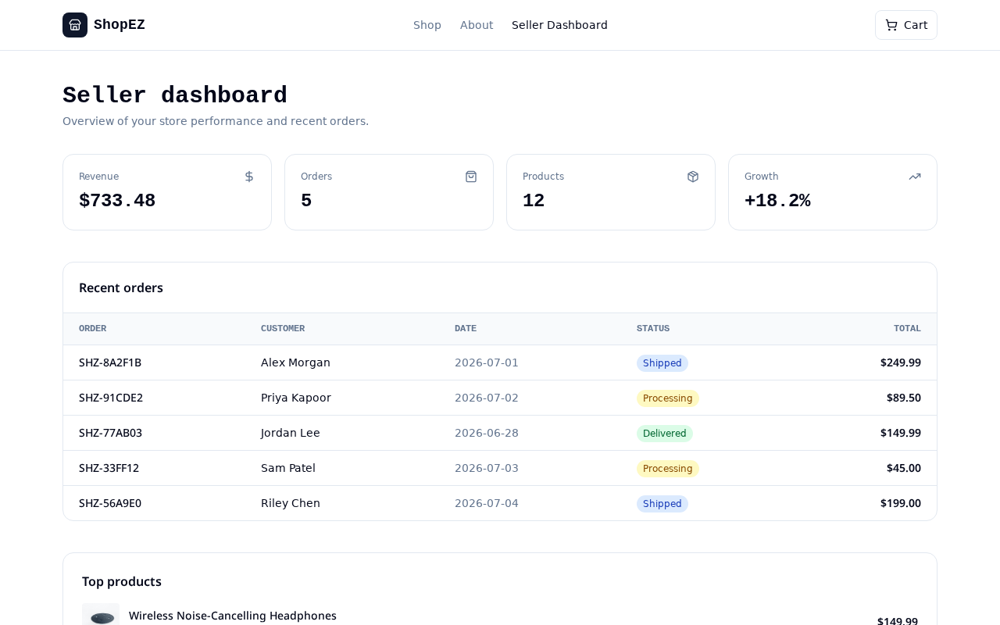 ShopEZ
Shop About Seller Dashboard
Cart
Seller dashboard
Overview of your store performance and recent orders.
Revenue
$733.48
Orders
5
Products
12
Growth
+18.2%
Recent orders
ORDER CUSTOMER DATE STATUS TOTAL
SHZ-8A2F1B Alex Morgan 2026-07-01 Shipped $249.99
SHZ-91CDE2 Priya Kapoor 2026-07-02 Processing $89.50
SHZ-77AB03 Jordan Lee 2026-06-28 Delivered $149.99
SHZ-33FF12 Sam Patel 2026-07-03 Processing $45.00
SHZ-56A9E0 Riley Chen 2026-07-04 Shipped $199.00
Top products
Wireless Noise-Cancelling Headphones
$149.99